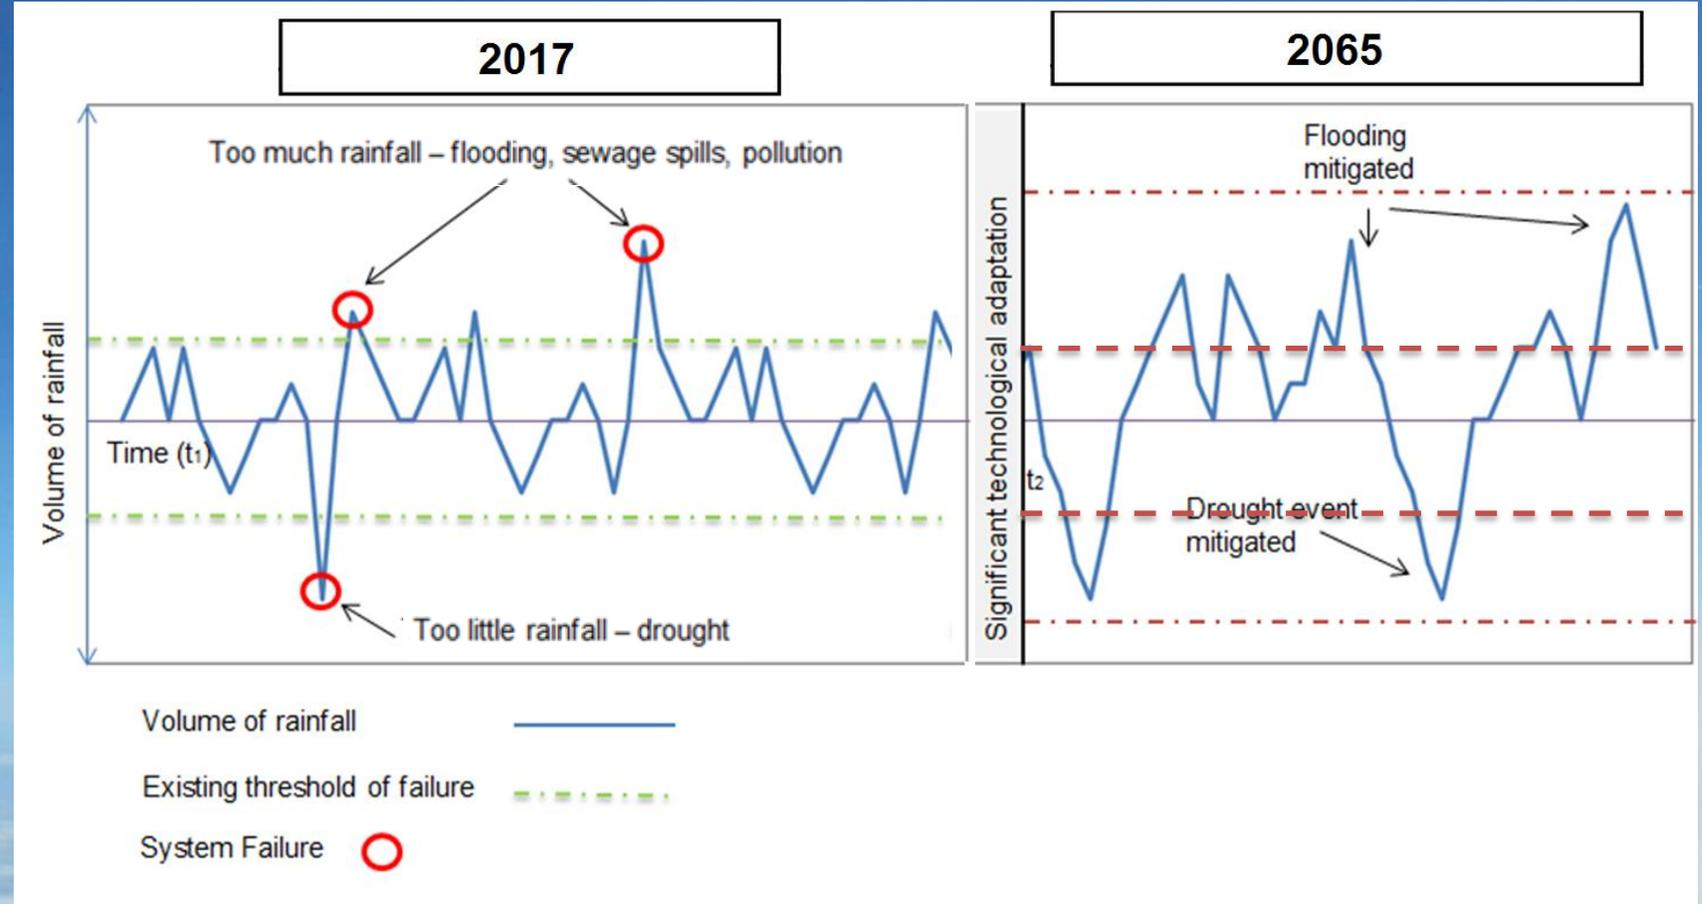 2017
2065
Too much rainfall – flooding, sewage spills, pollution
Volume of rainfall
Time (t1)
Too little rainfall – drought
Significant technological adaptation
Flooding
mitigated
t2
Drought event
mitigated
Volume of rainfall
Existing threshold of failure
System Failure